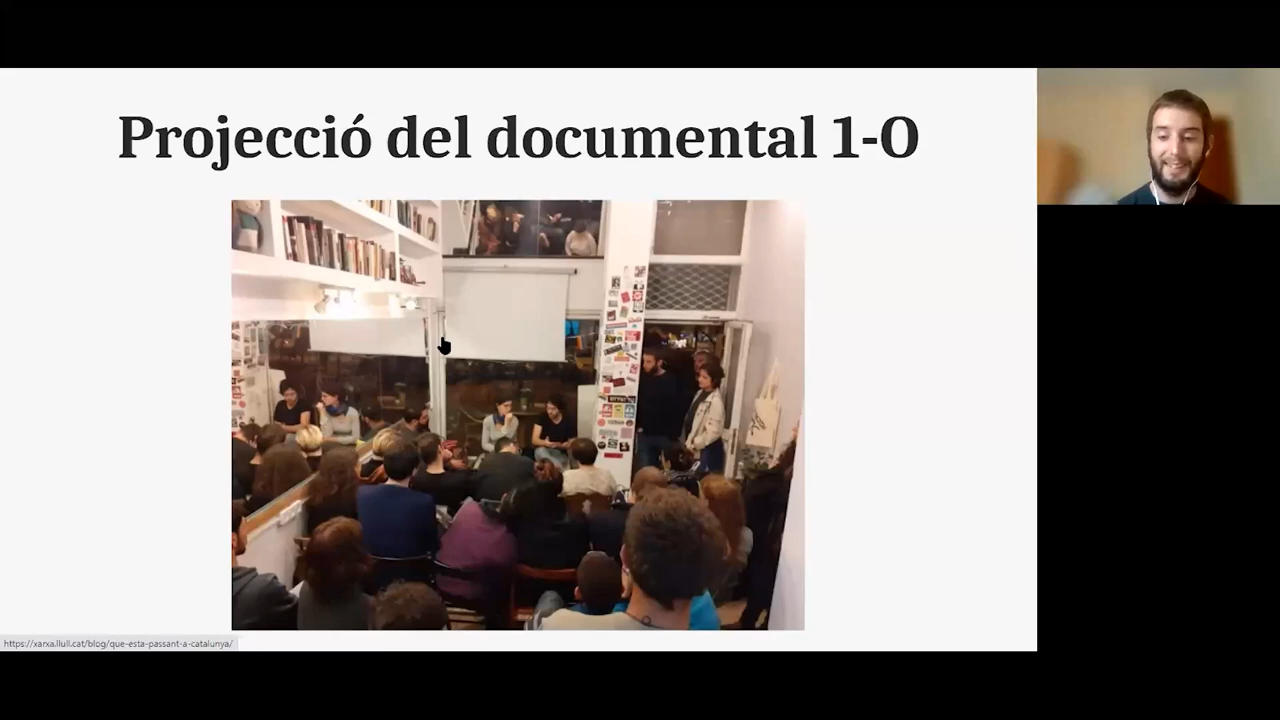 Projecció del documental 1-O
https://xarxa.llull.cat/blog/que-esta-passant-a-catalunya/